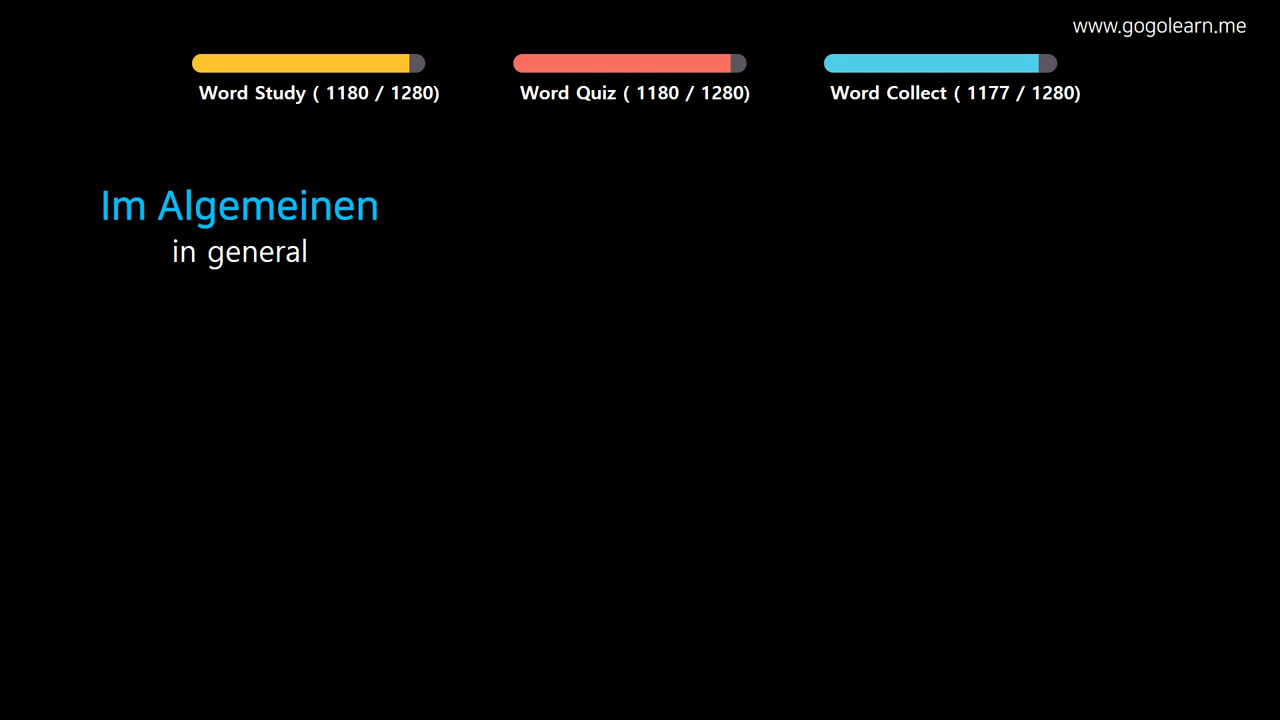 www.gogolearn.me
Word Study ( 1180 / 1280)
Word Quiz ( 1180 / 1280)
Word Collect ( 1177 / 1280)
Im Algemeinen
in general